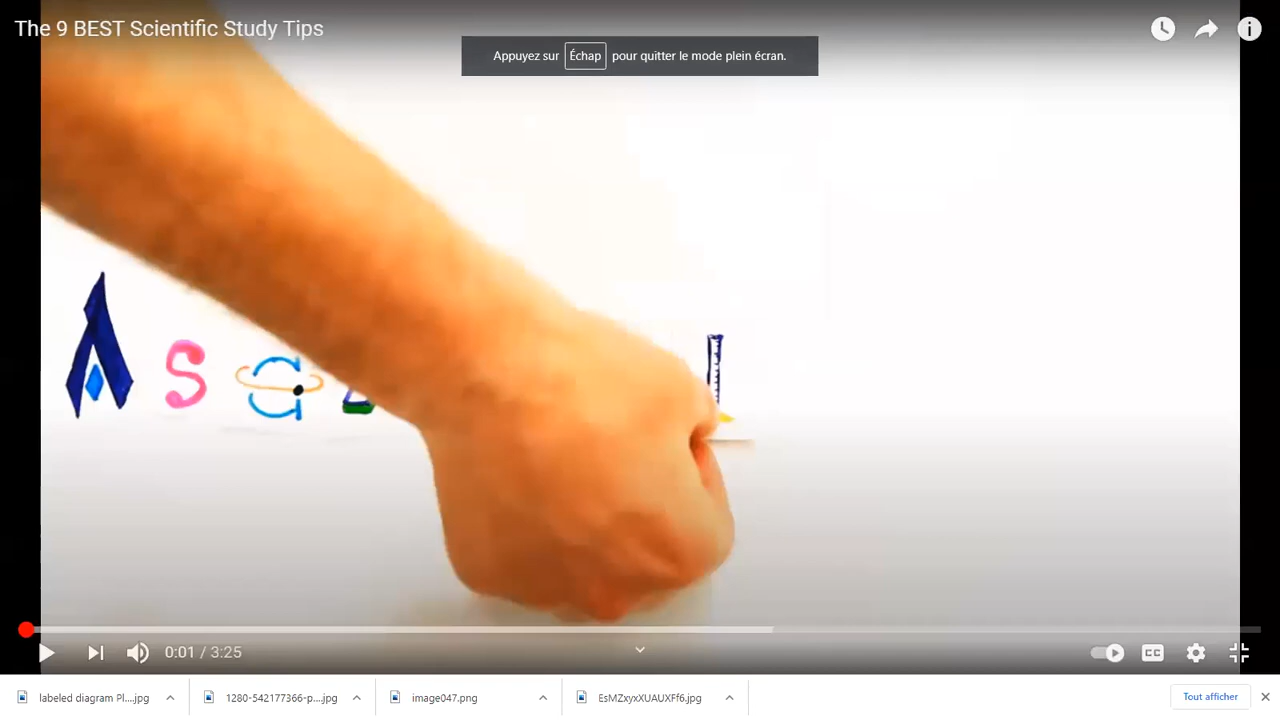 The 9 BEST Scientific Study Tips
Appuyez sur Échap pour quitter le mode plein écran.
A S C
0:01 / 3:25
CC
labeled diagram Pl....jpg
1280-542177366-p....jpg
image047.png
EsMZxyxXUAUXFf6.jpg
Tout afficher